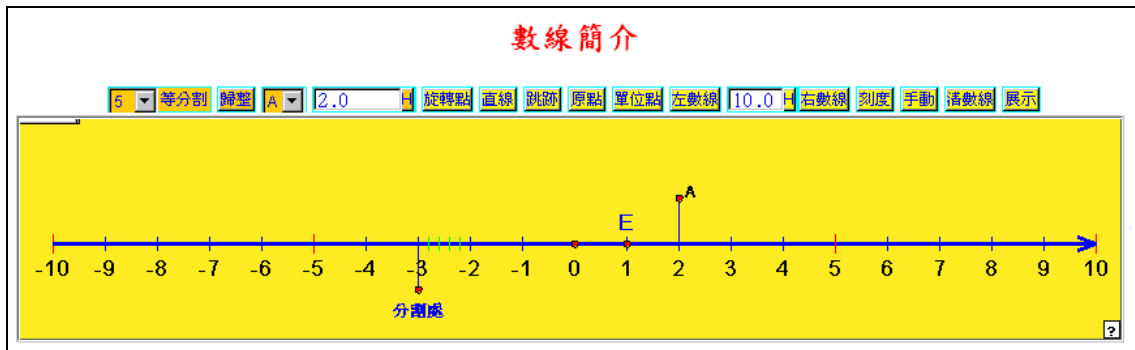 數線簡介
5 等分割 歸整 A 2.0 H 旋轉點 直線 跳跡 原點 單位點 左數線 10.0 H 右數線 刻度 手動 清數線 展示
A
E
-10 -9 -8 -7 -6 -5 -4 -3 -2 -1 0 1 2 3 4 5 6 7 8 9 10
分割處
?